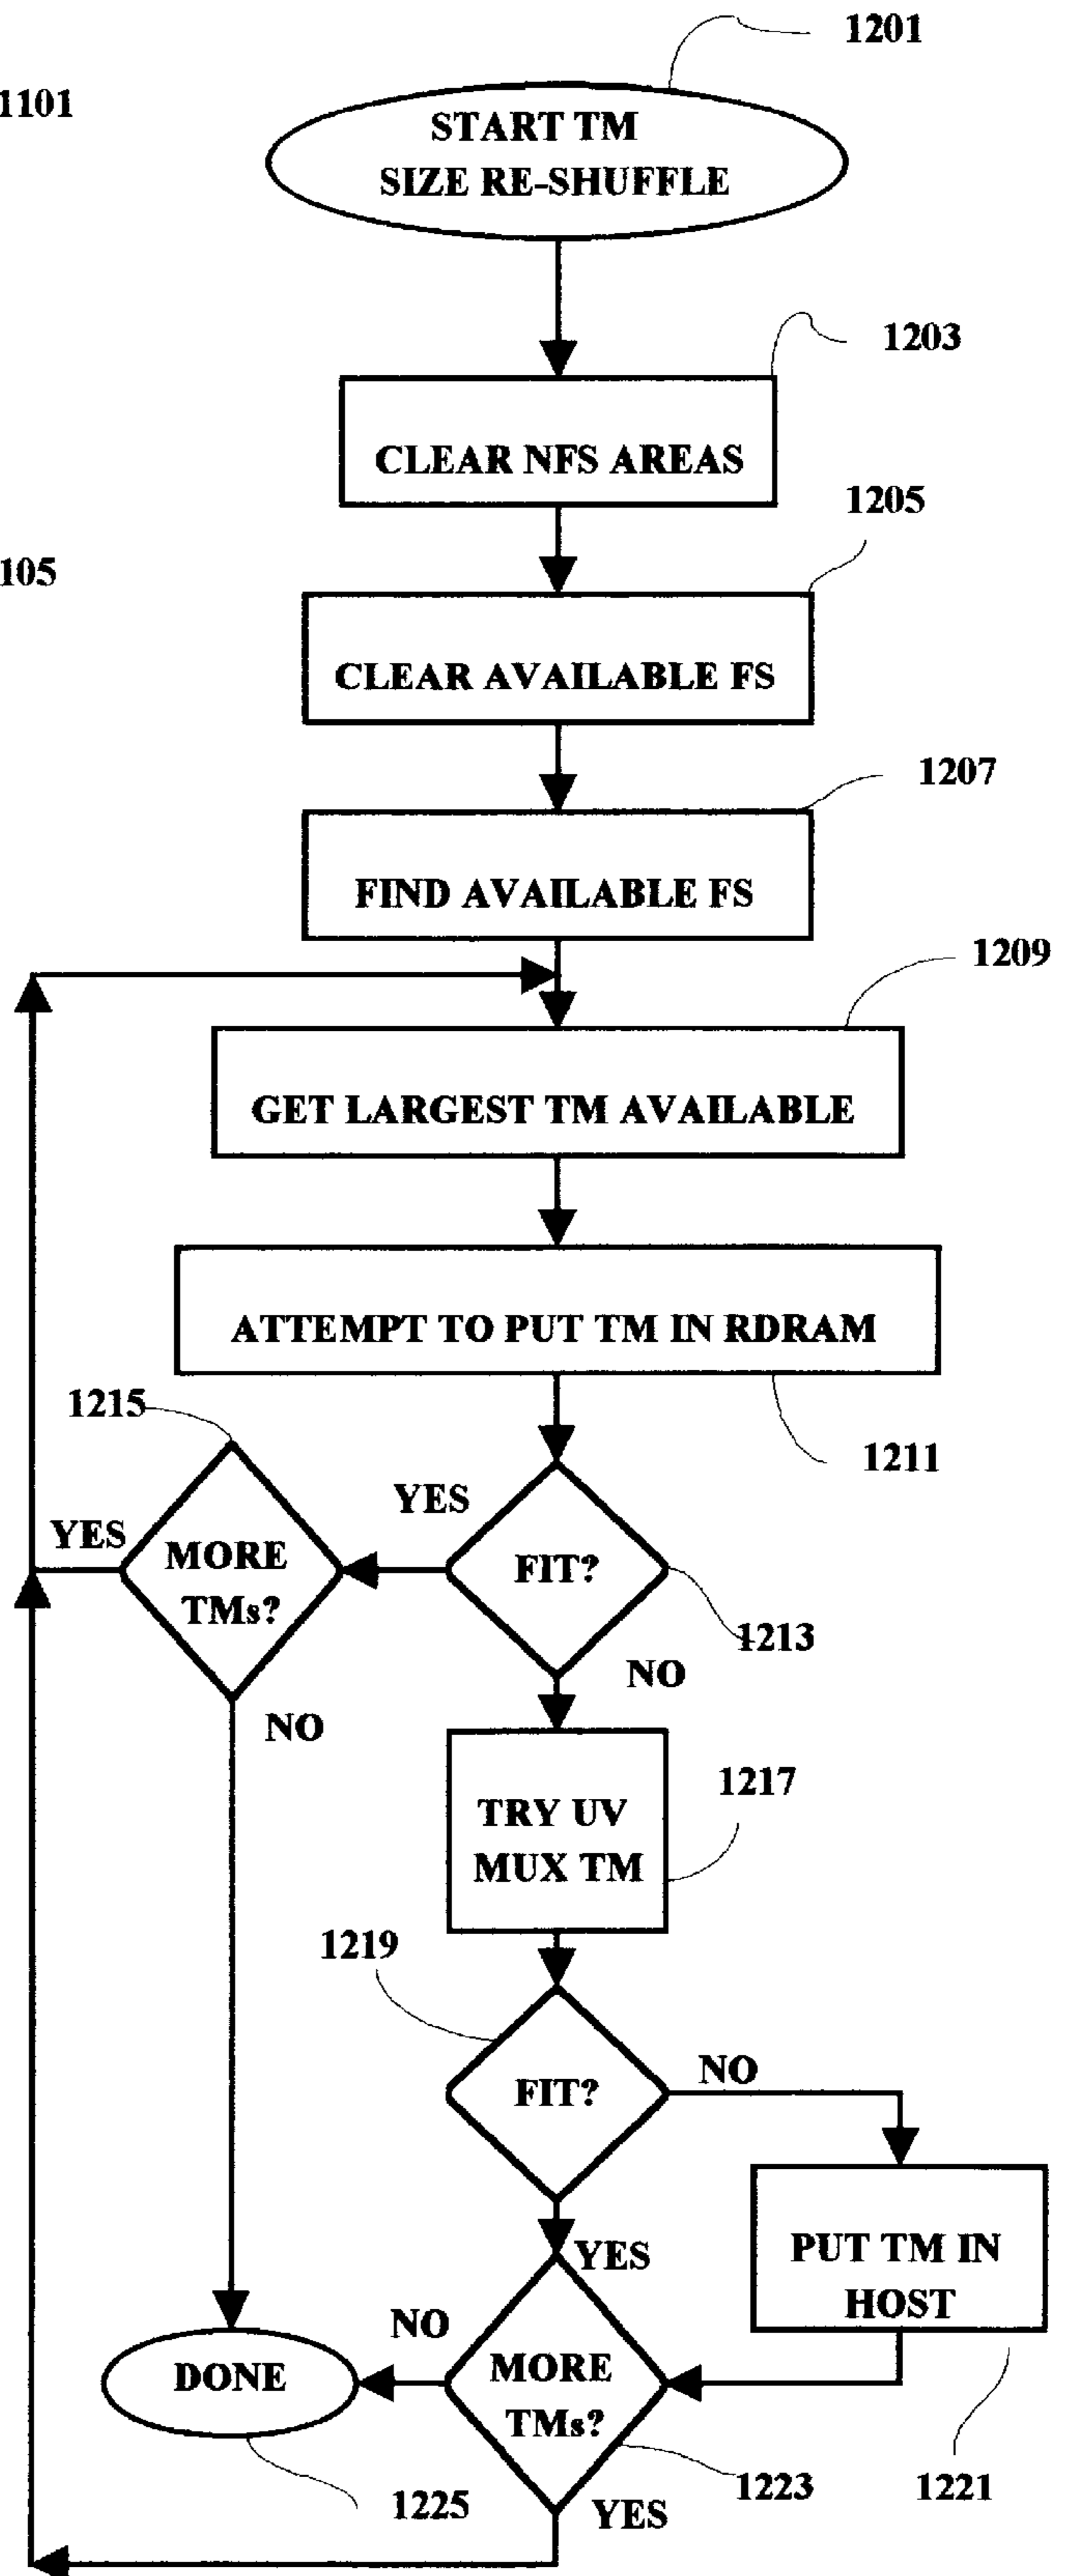 1201
1101
START TM
SIZE RE-SHUFFLE
1203
CLEAR NFS AREAS
1205
105
CLEAR AVAILABLE FS
1207
FIND AVAILABLE FS
1209
GET LARGEST TM AVAILABLE
ATTEMPT TO PUT TM IN RDRAM
1215
1211
YES
YES
MORE
TMs?
FIT?
1213
NO
NO
1217
TRY UV
MUX TM
1219
NO
FIT?
YES
PUT TM IN
HOST
NO
DONE
MORE
TMs?
1223
1221
1225
YES